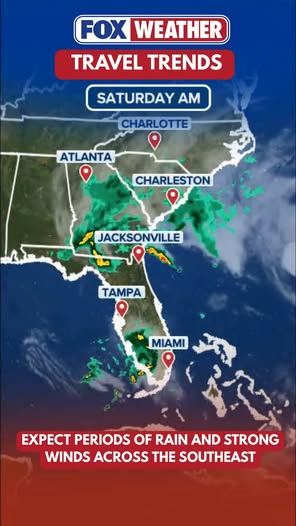 FOX WEATHER
TRAVEL TRENDS
SATURDAY AM
CHARLOTTE
ATLANTA
CHARLESTON
JACKSONVILLE
TAMPA
MIAMI
EXPECT PERIODS OF RAIN AND STRONG
WINDS ACROSS THE SOUTHEAST